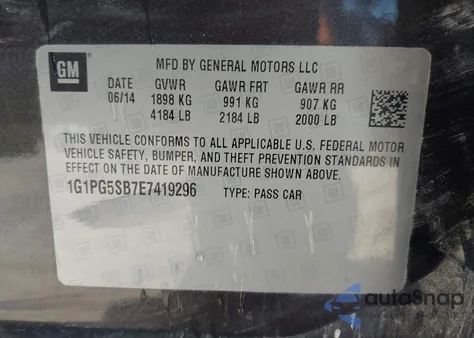 GM
MFD BY GENERAL MOTORS LLC
DATE GVWR GAWR FRT GAWR RR
06/14 1898 KG 991 KG 907 KG
4184 LB 2184 LB 2000 LB
THIS VEHICLE CONFORMS TO ALL APPLICABLE U.S. FEDERAL MOTOR
VEHICLE SAFETY, BUMPER, AND THEFT PREVENTION STANDARDS IN
EFFECT ON THE DATE OF MANUFACTURE SHOWN ABOVE.
1G1PG5SB7E7419296 TYPE: PASS CAR
autoSnap